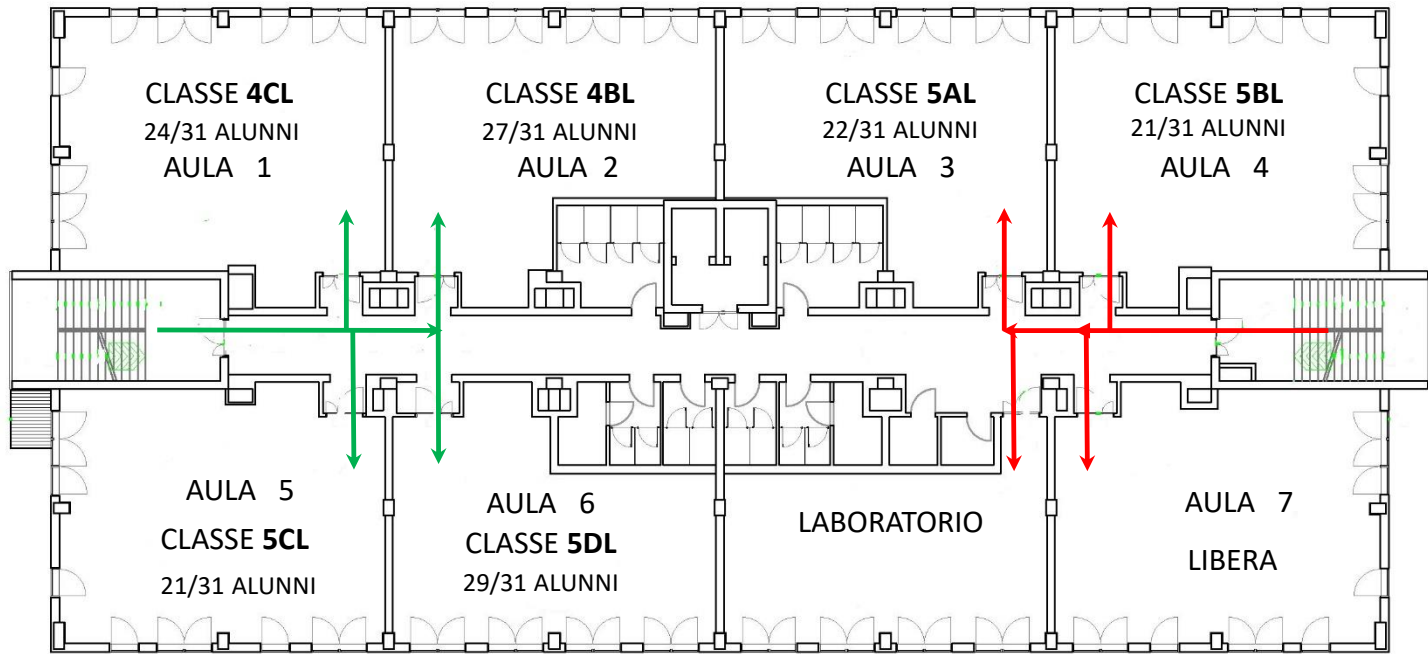 CLASSE 4CL
24/31 ALUNNI
AULA 1
CLASSE 4BL
27/31 ALUNNI
AULA 2
CLASSE 5AL
22/31 ALUNNI
AULA 3
CLASSE 5BL
21/31 ALUNNI
AULA 4
AULA 5
CLASSE 5CL
21/31 ALUNNI
AULA 6
CLASSE 5DL
29/31 ALUNNI
LABORATORIO
AULA 7
LIBERA